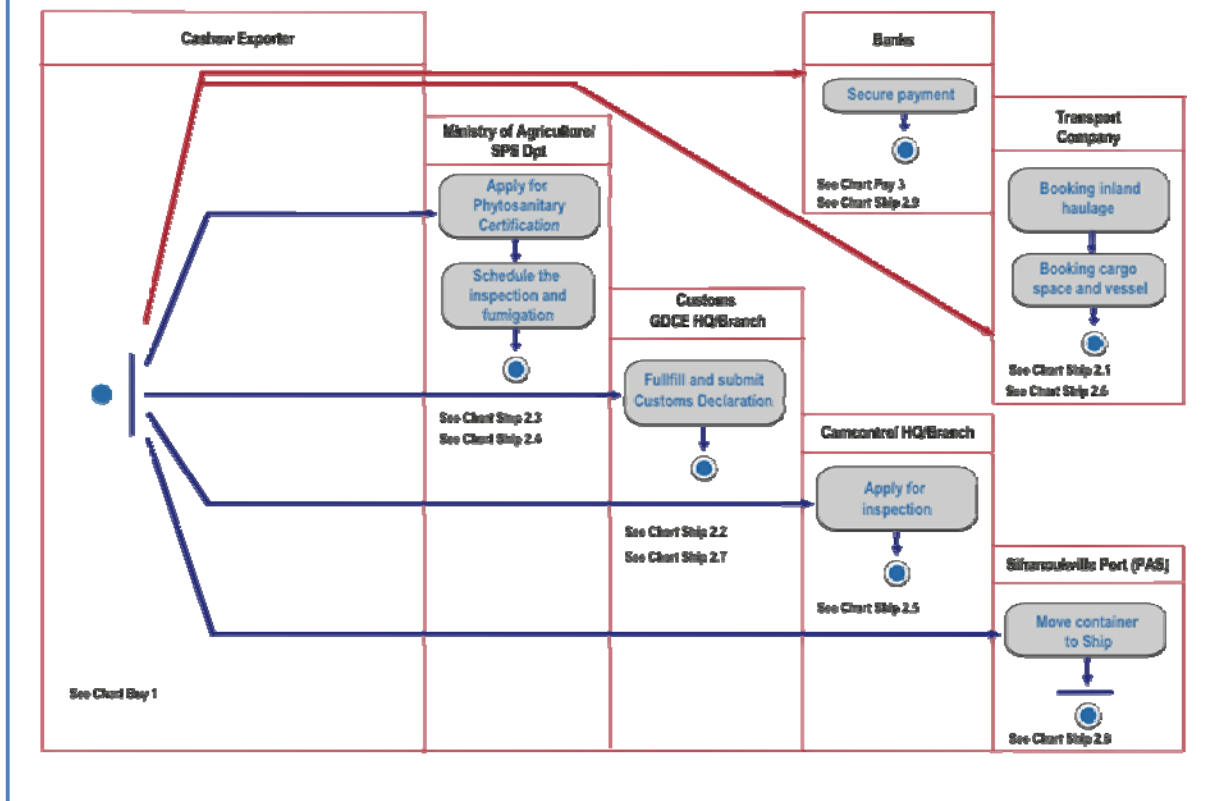 Cashew Exporter
Banks
Secure payment
See Chart Pay 3
See Chart Ship 2.9
Transport
Company
Booking inland
haulage
Booking cargo
space and vessel
See Chart Ship 2.1
See Chart Ship 2.6
Ministry of Agriculture/
SPS Dpt
Apply for
Phytosanitary
Certification
Schedule the
inspection and
fumigation
See Chart Ship 2.3
See Chart Ship 2.4
Customs
GDCE HQ/Branch
Fullfill and submit
Customs Declaration
See Chart Ship 2.2
See Chart Ship 2.7
Camcontrol HQ/Branch
Apply for
inspection
See Chart Ship 2.5
Sihanoukville Port (PAS)
Move container
to Ship
See Chart Ship
See Chart Buy 1